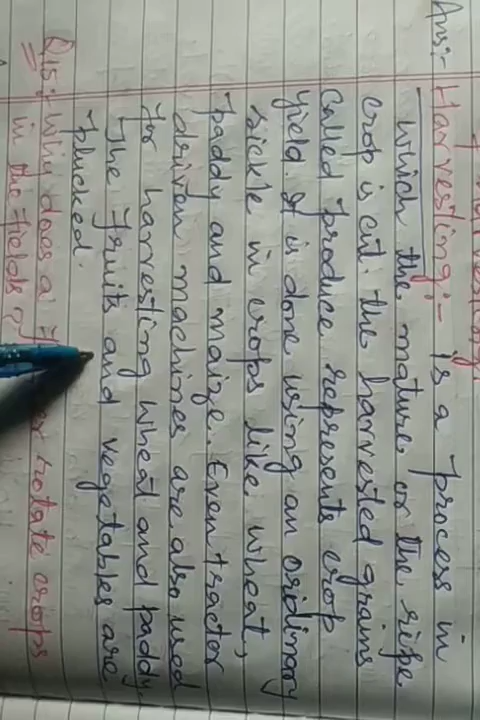 Ans:- Harvesting:- is a process in
which the mature or the ripe
crop is cut. the harvested grains
called produce represents crop
yield. It is done using an oridinary
sickle in crops like wheat,
paddy and maize. Even tractor
driven machines are also used
for harvesting wheat and paddy
The fruits and vegetables are
plucked.
Q15:- Why does a rotate crops
in the fields?